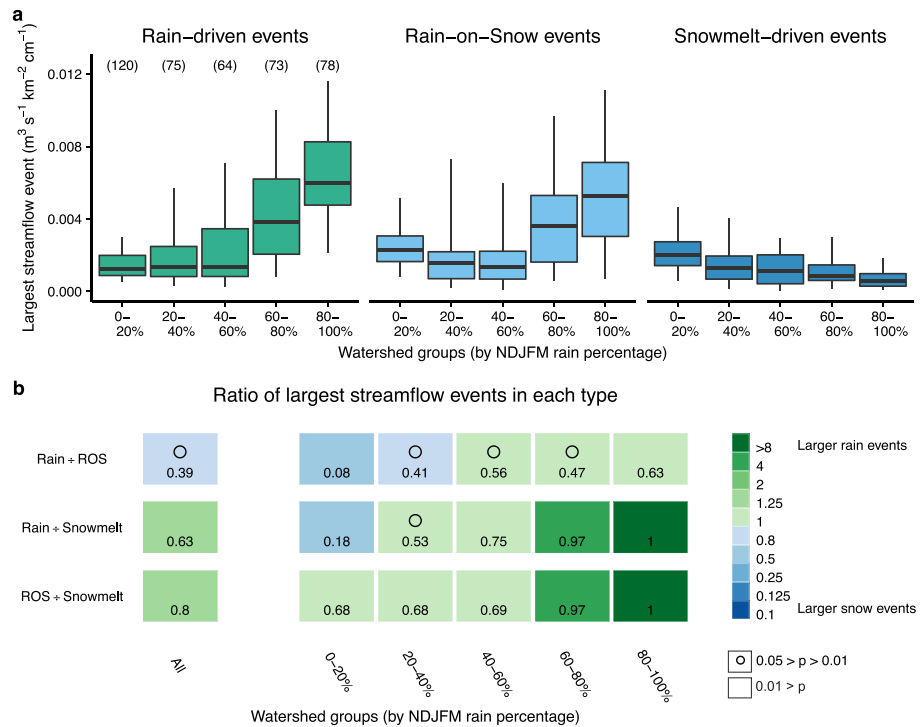 a
Rain–driven events
Rain–on–Snow events
Snowmelt–driven events
(120) (75) (64) (73) (78)
Largest streamflow event (m³ s⁻¹ km⁻² cm⁻¹)
0.012
0.008
0.004
0.000
0– 20% 20– 40% 40– 60% 60– 80% 80– 100%
0– 20% 20– 40% 40– 60% 60– 80% 80– 100%
0– 20% 20– 40% 40– 60% 60– 80% 80– 100%
Watershed groups (by NDJFM rain percentage)
b
Ratio of largest streamflow events in each type
Rain ÷ ROS
0.39 0.08 0.41 0.56 0.47 0.63
Rain ÷ Snowmelt
0.63 0.18 0.53 0.75 0.97 1
ROS ÷ Snowmelt
0.8 0.68 0.68 0.69 0.97 1
All 0–20% 20–40% 40–60% 60–80% 80–100%
Watershed groups (by NDJFM rain percentage)
>8
4
2
1.25
1
0.8
0.5
0.25
0.125
0.1
Larger rain events
Larger snow events
0.05 > p > 0.01
0.01 > p